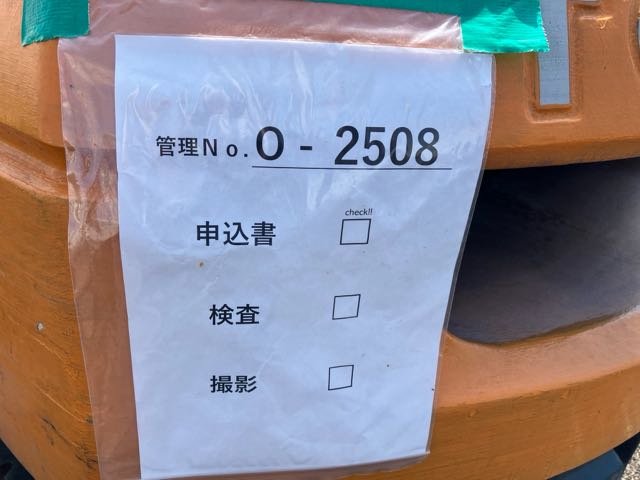 管理No. O - 2508
check!!
申込書 □
検査 □
撮影 □